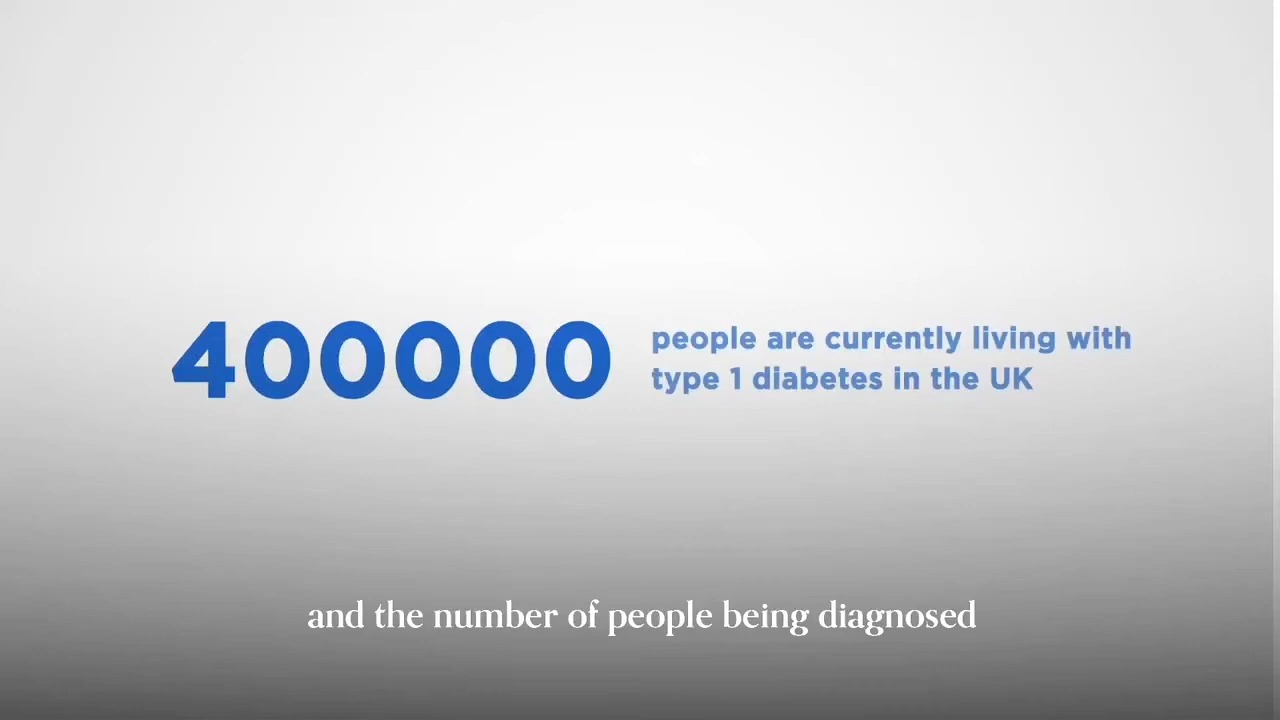 400000
people are currently living with
type 1 diabetes in the UK
and the number of people being diagnosed